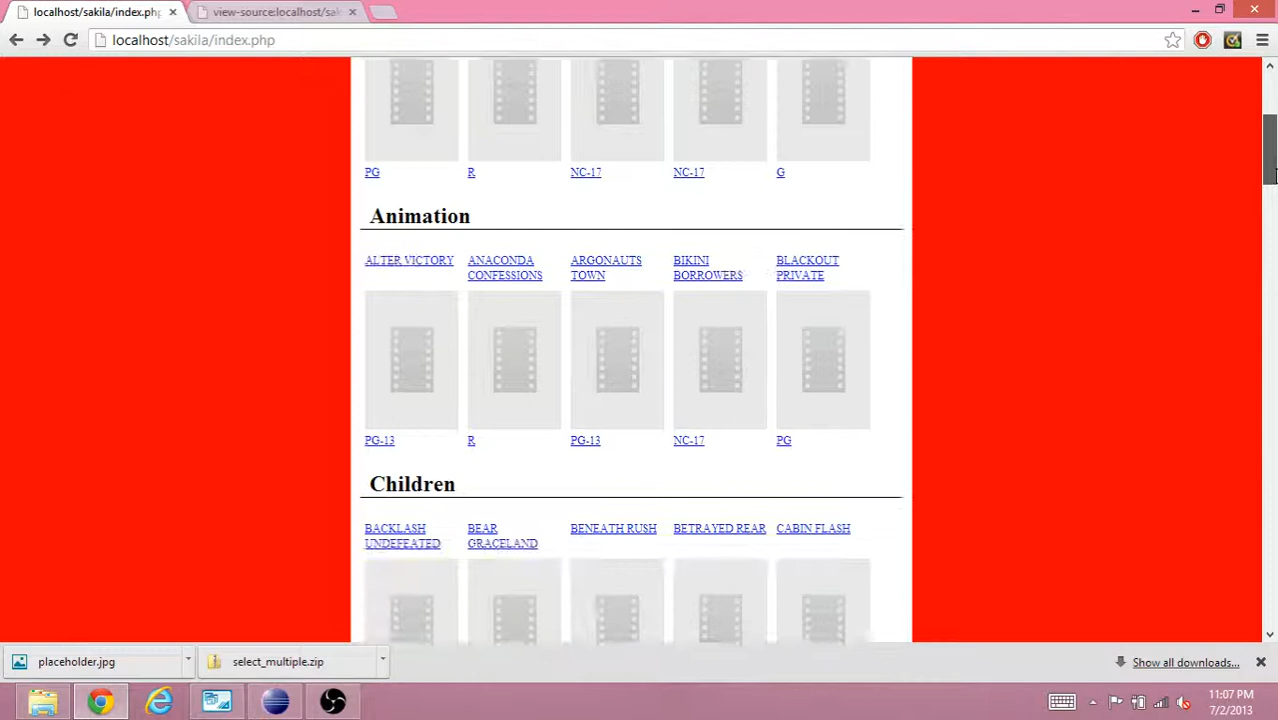 localhost/sakila/index.php
view-source:localhost/sak
localhost/sakila/index.php
PG R NC-17 NC-17 G
Animation
ALTER VICTORY ANACONDA CONFESSIONS ARGONAUTS TOWN BIKINI BORROWERS BLACKOUT PRIVATE
PG-13 R PG-13 NC-17 PG
Children
BACKLASH UNDEFEATED BEAR GRACELAND BENEATH RUSH BETRAYED REAR CABIN FLASH
placeholder.jpg
select_multiple.zip
Show all downloads...
11:07 PM
7/2/2013